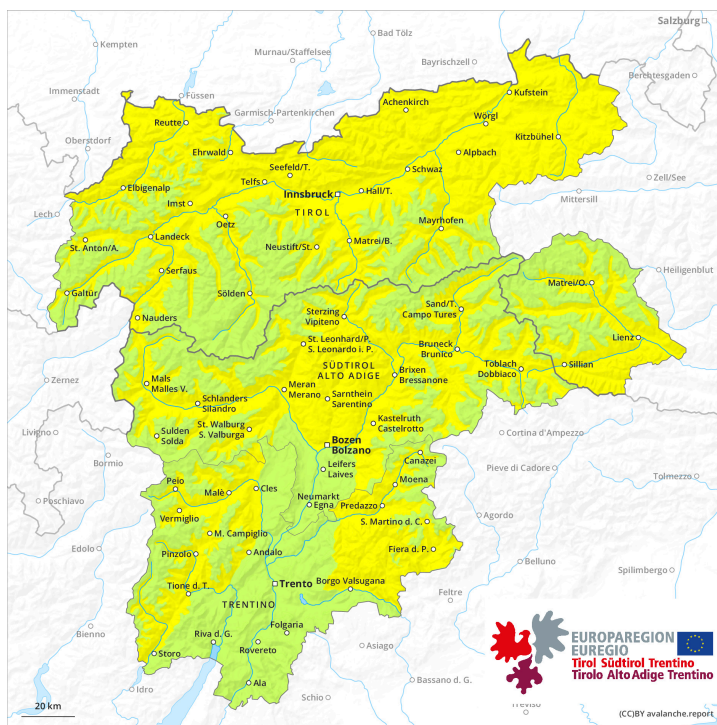 Salzburg
Kempten
Bad Tölz
Murnau/Staffelsee
Bayrischzell
Berchtesgaden
Immenstadt
Füssen
Garmisch-Partenkirchen
Achenkirch
Kufstein
Reutte
Wörgl
Oberstdorf
Ehrwald
Kitzbühel
Seefeld/T.
Alpbach
Telfs
Schwaz
Zell/See
Elbigenalp
Innsbruck
Hall/T.
Mittersill
Imst
TIROL
Lech
Oetz
Mayrhofen
St. Anton/A.
Landeck
Neustift/St.
Matrei/B.
Serfaus
Heiligenblut
Galtür
Sölden
Matrei/O.
Nauders
Sterzing
Vipiteno
Sand/T.
Campo Tures
Lienz
St. Leonhard/P.
S. Leonardo i. P.
Bruneck
Brunico
Zernez
SÜDTIROL
ALTO ADIGE
Brixen
Bressanone
Toblach
Dobbiaco
Sillian
Mals
Malles V.
Meran
Merano
Schlanders
Silandro
Sarnthein
Sarentino
St. Walburg
S. Valburga
Kastelruth
Castelrotto
Livigno
Sulden
Solda
Bozen
Bolzano
Cortina d'Ampezzo
Bormio
Leifers
Laives
Canazei
Pieve di Cadore
Peio
Malè
Cles
Moena
Tolmezzo
Poschiavo
Neumarkt
Egna
Predazzo
Vermiglio
S. Martino d. C.
Agordo
M. Campiglio
Edolo
Pinzolo
Andalo
Fiera d. P.
Belluno
Spilimbergo
Tione d. T.
Trento
Borgo Valsugana
Feltre
TRENTINO
Folgaria
Bienno
Riva d. G.
Rovereto
Asiago
Storo
Bassano d. G.
Ala
Idro
Schio
Treviso
20 km
EUROPAREGION
EUREGIO
Tirol Südtirol Trentino
Tirolo Alto Adige Trentino
(CC)BY avalanche.report